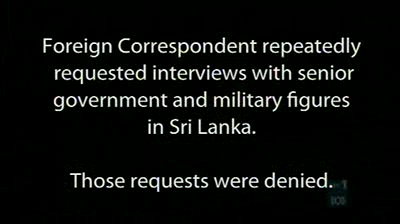 Foreign Correspondent repeatedly
requested interviews with senior
government and military figures
in Sri Lanka.
Those requests were denied.